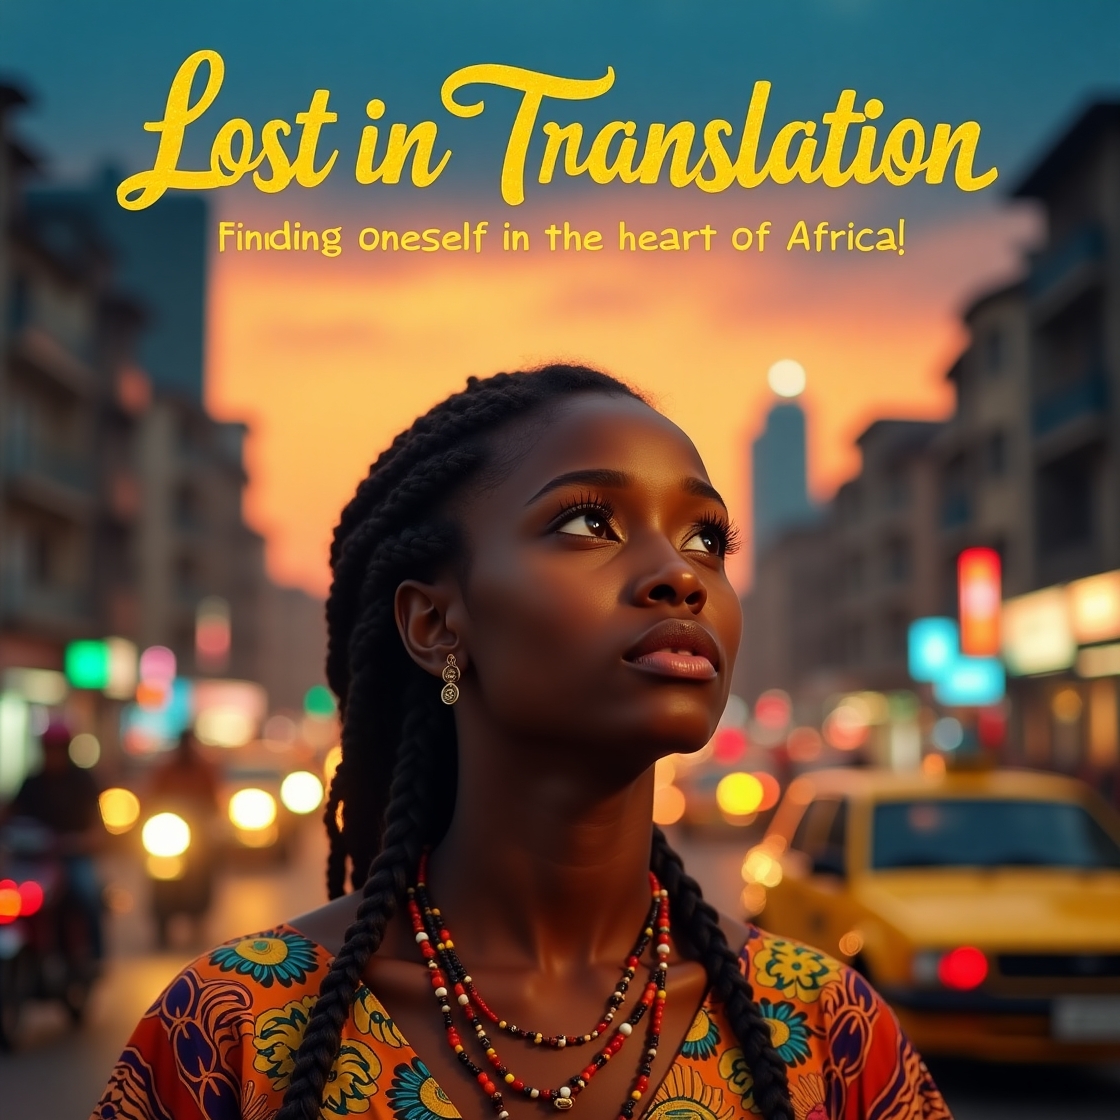 Lost in Translation
Finding oneself in the heart of Africa!